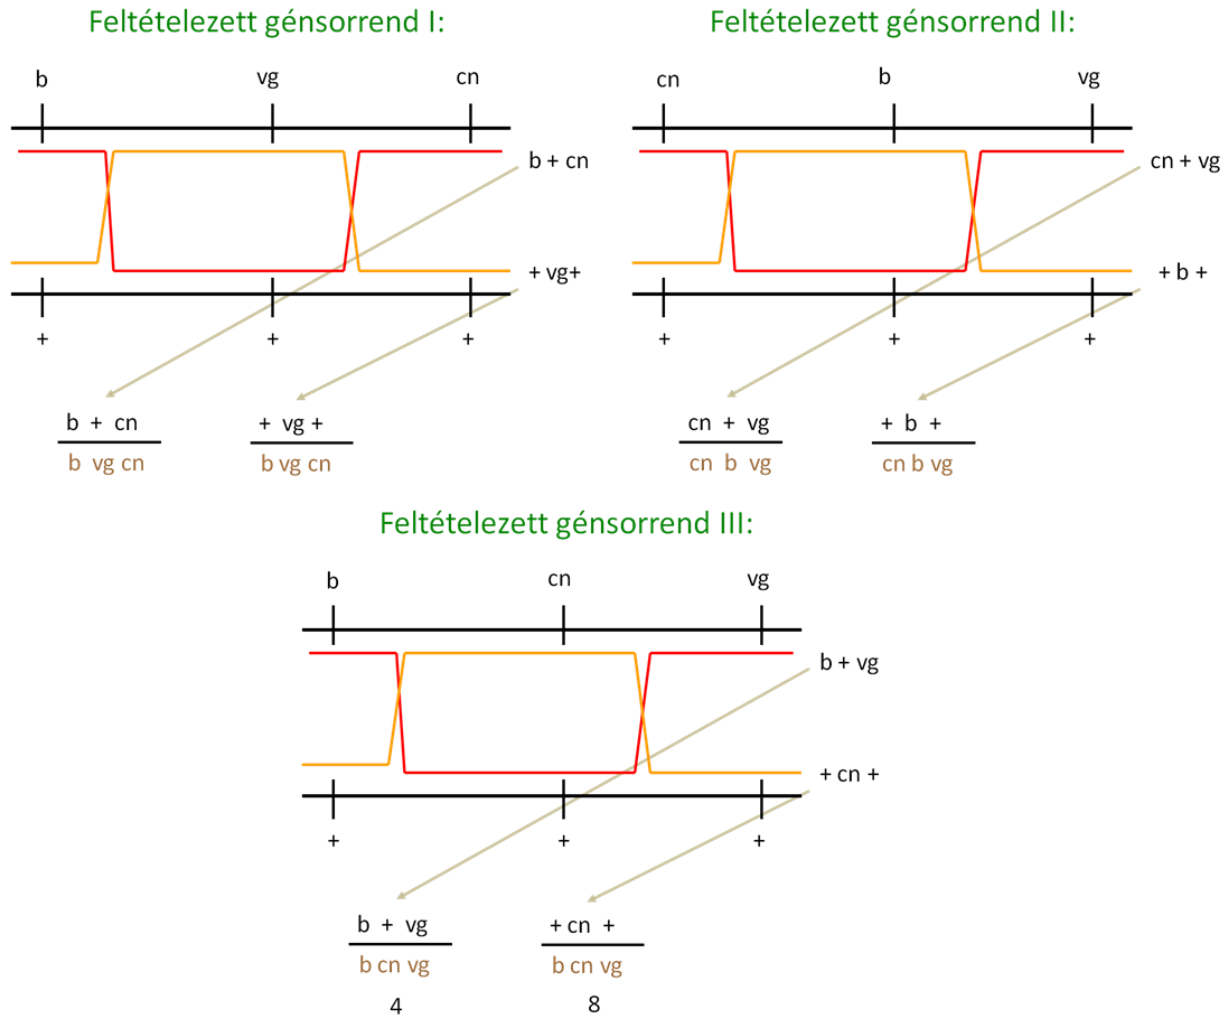 Feltételezett génsorrend I:
b vg cn
b + cn
+ vg+
+ + +
b + cn
b vg cn
+ vg +
b vg cn
Feltételezett génsorrend II:
cn b vg
cn + vg
+ b +
+ + +
cn + vg
cn b vg
+ b +
cn b vg
Feltételezett génsorrend III:
b cn vg
b + vg
+ cn +
+ + +
b + vg
b cn vg
4
+ cn +
b cn vg
8